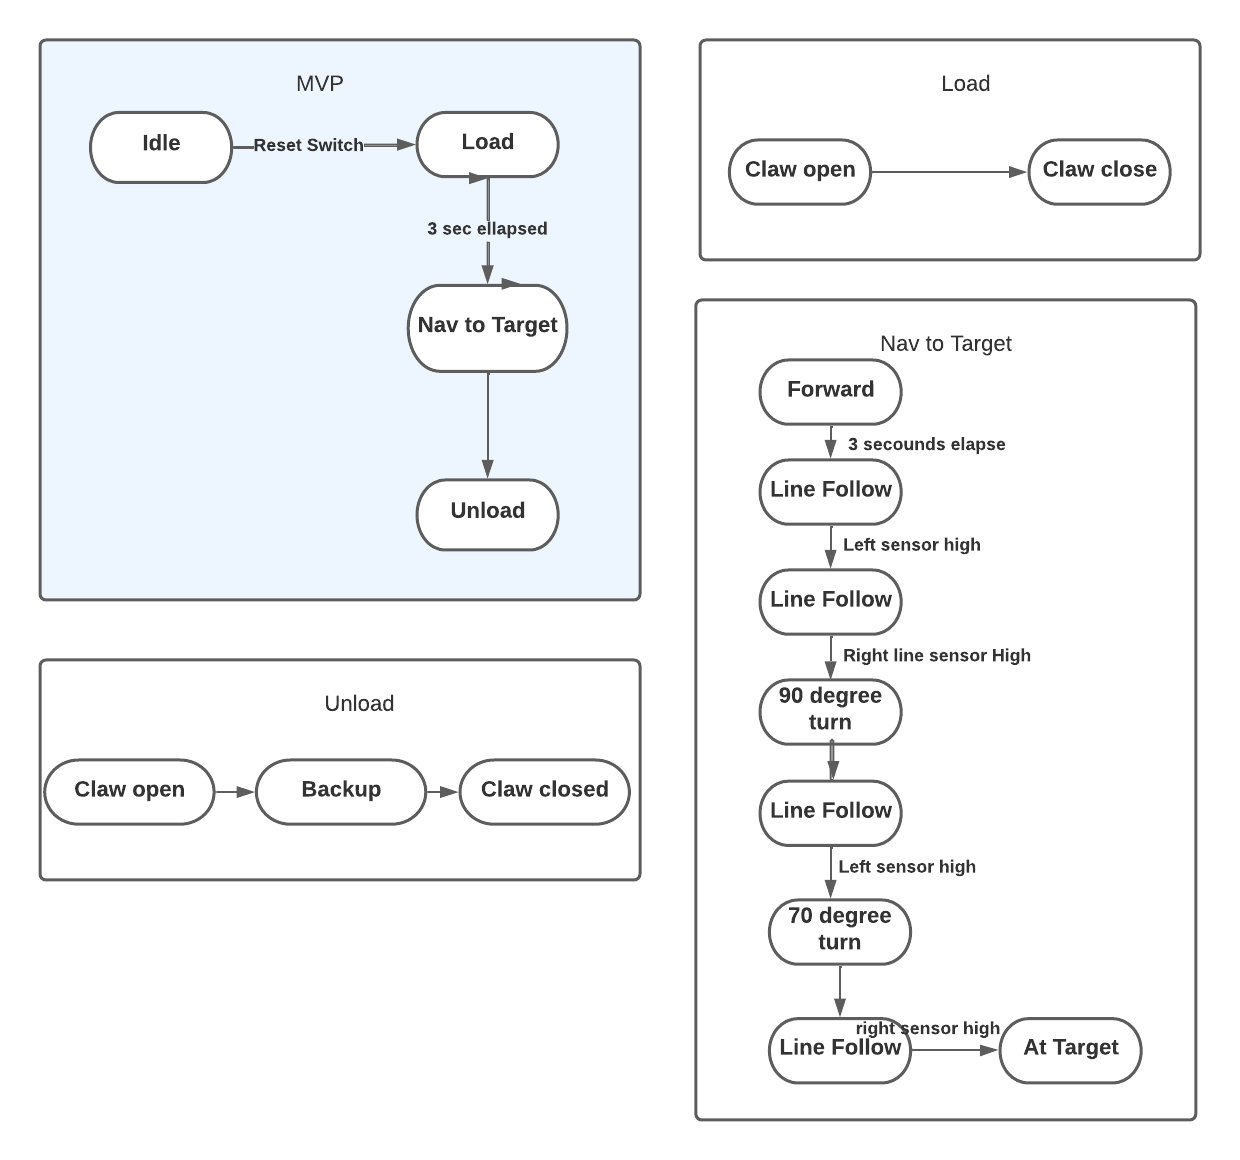 MVP
Idle
Reset Switch
Load
3 sec ellapsed
Nav to Target
Unload
Load
Claw open
Claw close
Nav to Target
Forward
3 secounds elapse
Line Follow
Left sensor high
Line Follow
Right line sensor High
90 degree
turn
Line Follow
Left sensor high
70 degree
turn
right sensor high
Line Follow
At Target
Unload
Claw open
Backup
Claw closed